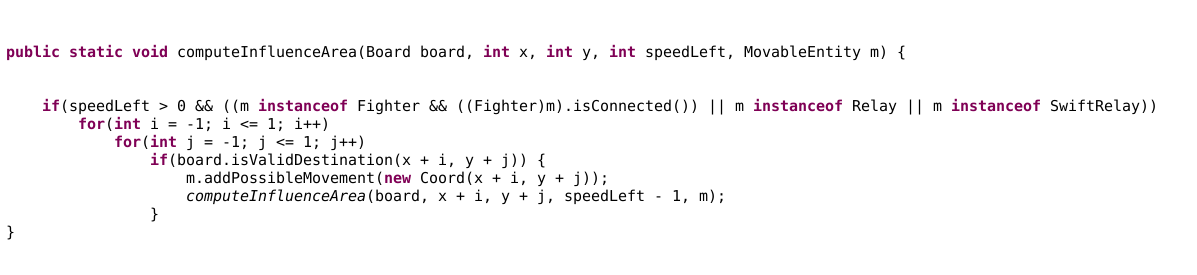 public static void computeInfluenceArea(Board board, int x, int y, int speedLeft, MovableEntity m) {
if(speedLeft > 0 && ((m instanceof Fighter && ((Fighter)m).isConnected()) || m instanceof Relay || m instanceof SwiftRelay))
for(int i = -1; i <= 1; i++)
for(int j = -1; j <= 1; j++)
if(board.isValidDestination(x + i, y + j)) {
m.addPossibleMovement(new Coord(x + i, y + j));
computeInfluenceArea(board, x + i, y + j, speedLeft - 1, m);
}
}